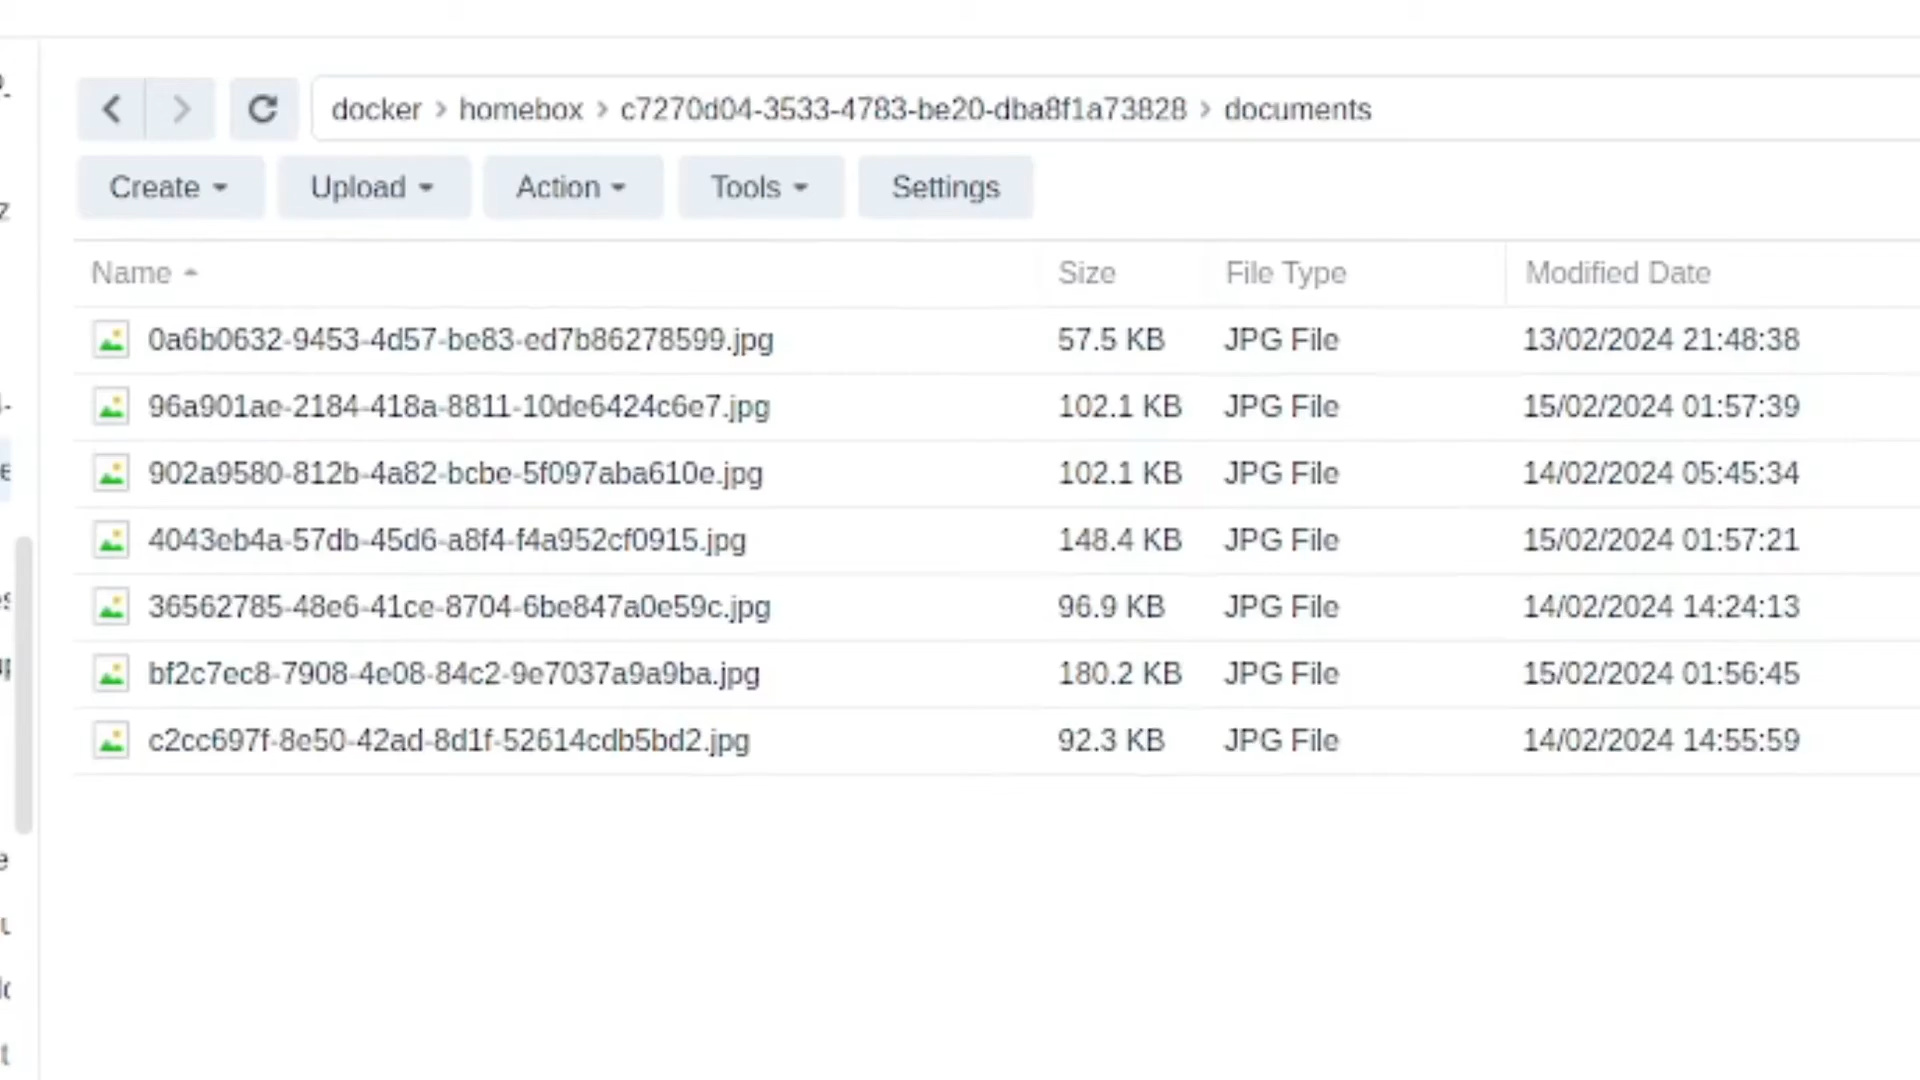 docker > homebox > c7270d04-3533-4783-be20-dba8f1a73828 > documents
Create Upload Action Tools Settings
Name Size File Type Modified Date
0a6b0632-9453-4d57-be83-ed7b86278599.jpg 57.5 KB JPG File 13/02/2024 21:48:38
96a901ae-2184-418a-8811-10de6424c6e7.jpg 102.1 KB JPG File 15/02/2024 01:57:39
902a9580-812b-4a82-bcbe-5f097aba610e.jpg 102.1 KB JPG File 14/02/2024 05:45:34
4043eb4a-57db-45d6-a8f4-f4a952cf0915.jpg 148.4 KB JPG File 15/02/2024 01:57:21
36562785-48e6-41ce-8704-6be847a0e59c.jpg 96.9 KB JPG File 14/02/2024 14:24:13
bf2c7ec8-7908-4e08-84c2-9e7037a9a9ba.jpg 180.2 KB JPG File 15/02/2024 01:56:45
c2cc697f-8e50-42ad-8d1f-52614cdb5bd2.jpg 92.3 KB JPG File 14/02/2024 14:55:59